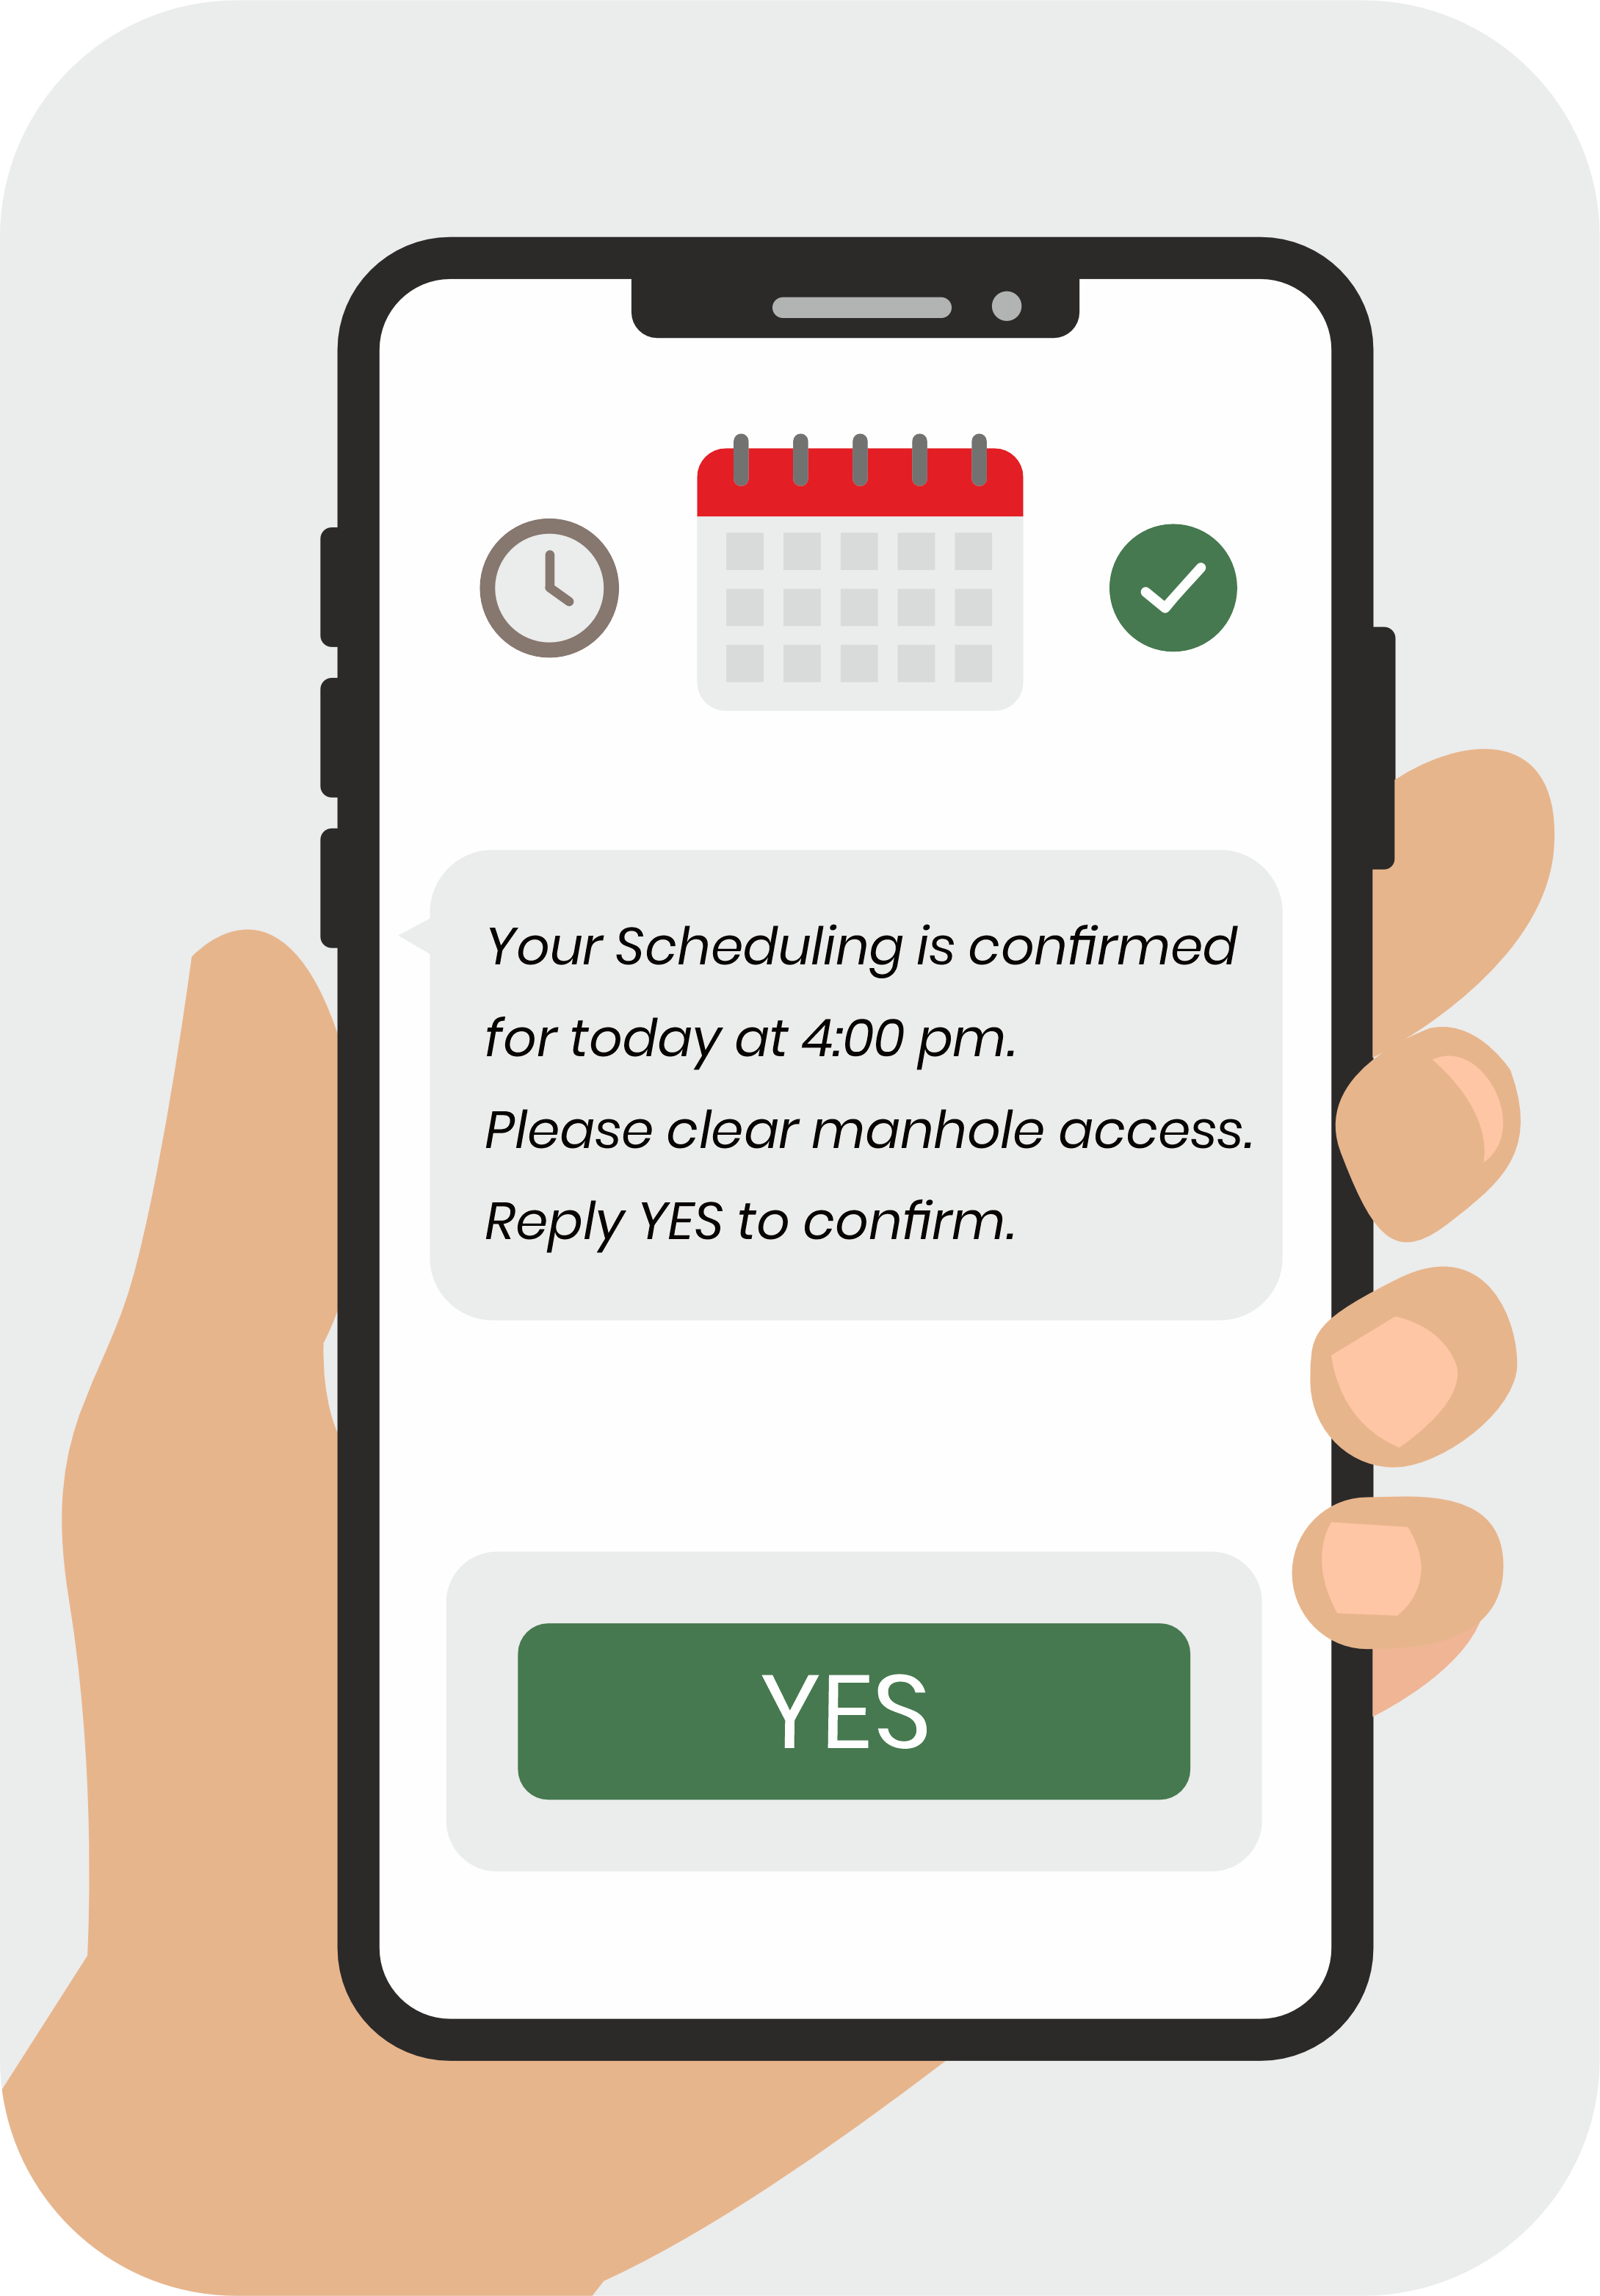 Your Scheduling is confirmed
for today at 4:00 pm.
Please clear manhole access.
Reply YES to confirm.
YES